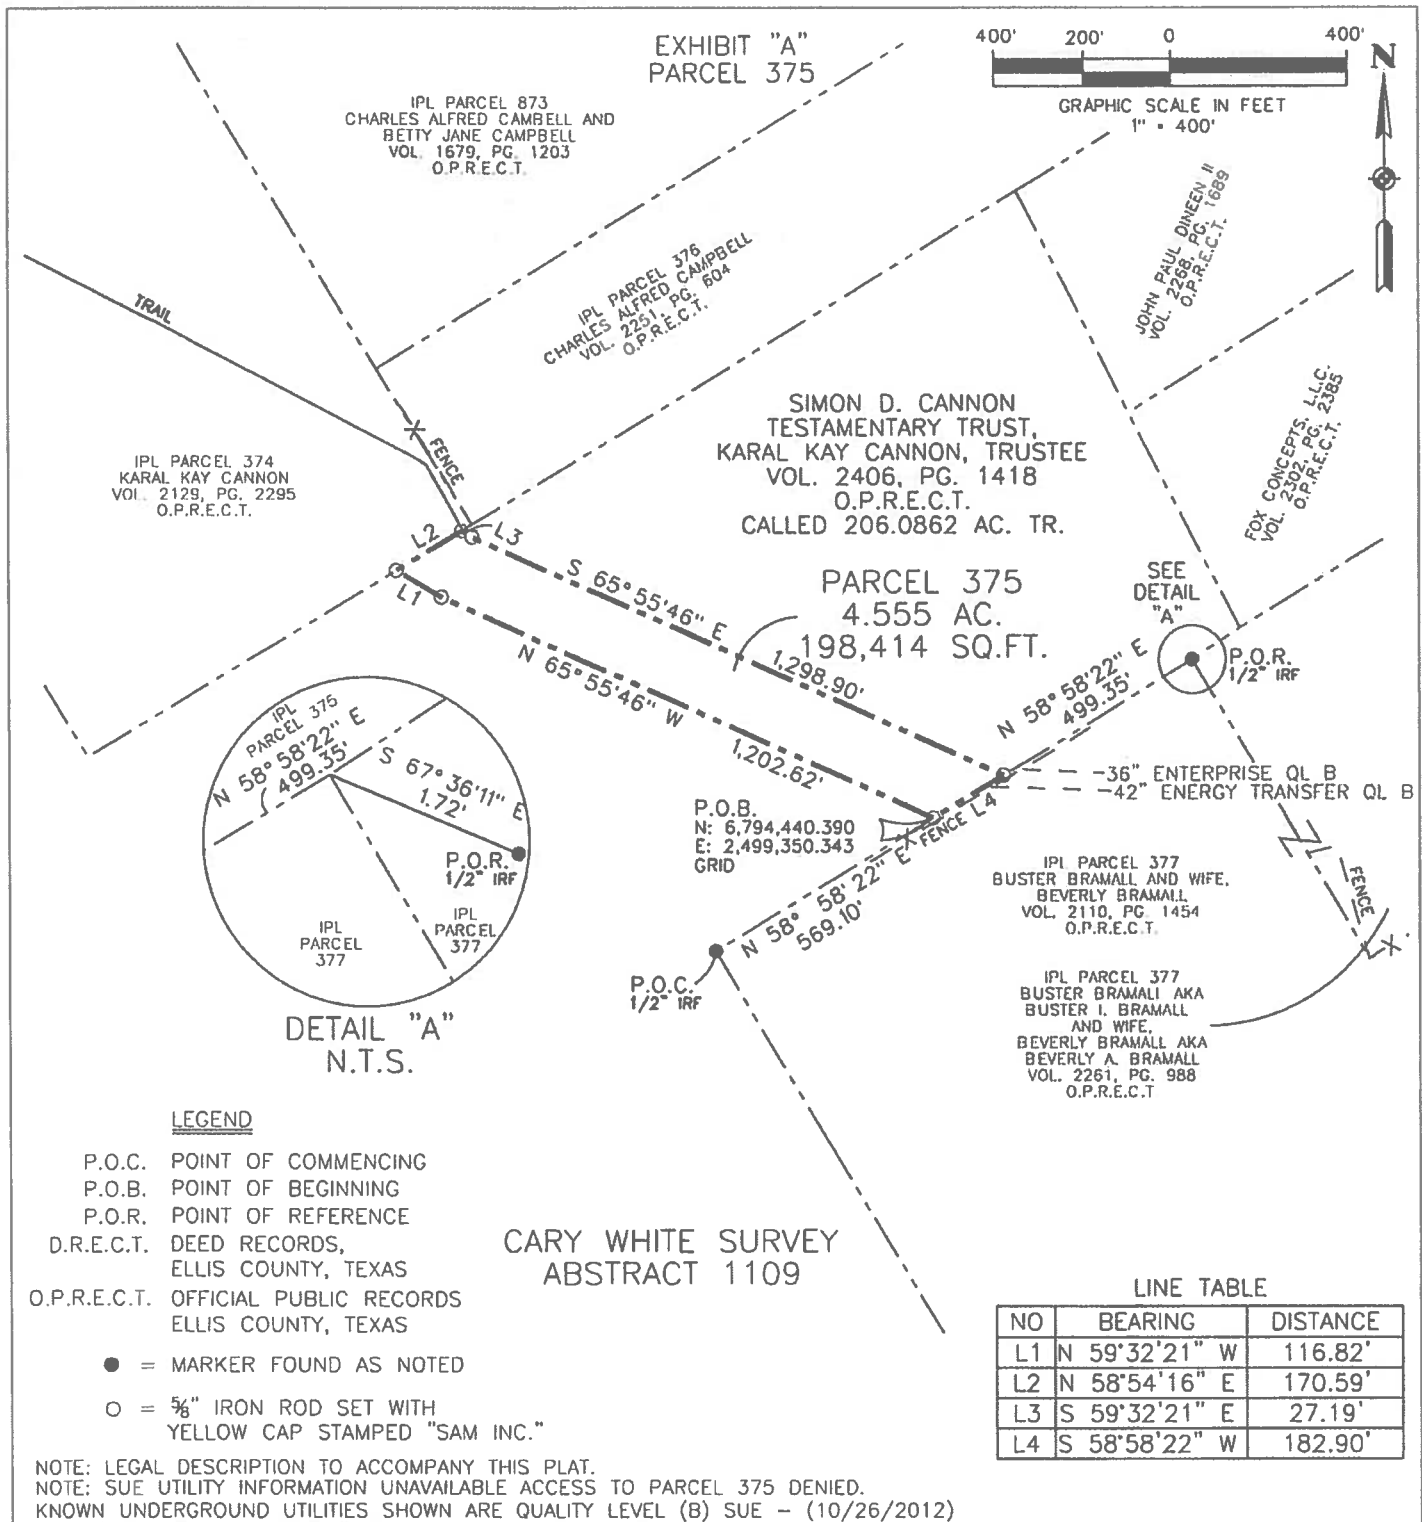 EXHIBIT "A"
PARCEL 375
400' 200' 0 400'
GRAPHIC SCALE IN FEET
1" = 400'
N
IPL PARCEL 873
CHARLES ALFRED CAMBELL AND
BETTY JANE CAMPBELL
VOL. 1679, PG. 1203
O.P.R.E.C.T.
IPL PARCEL 376
CHARLES ALFRED CAMPBELL
VOL. 2251, PG. 604
O.P.R.E.C.T.
JOHN PAUL DINEEN II
VOL. 2268, PG. 1689
O.P.R.E.C.T.
FOX CONCEPTS, L.L.C.
VOL. 2302, PG. 2385
O.P.R.E.C.T.
TRAIL
FENCE
IPL PARCEL 374
KARAL KAY CANNON
VOL. 2129, PG. 2295
O.P.R.E.C.T.
SIMON D. CANNON
TESTAMENTARY TRUST,
KARAL KAY CANNON, TRUSTEE
VOL. 2406, PG. 1418
O.P.R.E.C.T.
CALLED 206.0862 AC. TR.
PARCEL 375
4.555 AC.
198,414 SQ.FT.
L2
L3
L1
S 65°55'46" E
1,298.90'
N 65°55'46" W
1,202.62'
SEE
DETAIL
"A"
P.O.R.
1/2" IRF
N 58°58'22" E
499.35'
36" ENTERPRISE QL B
42" ENERGY TRANSFER QL B
P.O.B.
N: 6,794,440.390
E: 2,499,350.343
GRID
FENCE L4
N 58° 58'22" E
569.10'
P.O.C.
1/2" IRF
IPL PARCEL 377
BUSTER BRAMALL AND WIFE,
BEVERLY BRAMALL
VOL. 2110, PG. 1454
O.P.R.E.C.T.
FENCE
IPL PARCEL 377
BUSTER BRAMALL AKA
BUSTER I. BRAMALL
AND WIFE,
BEVERLY BRAMALL AKA
BEVERLY A. BRAMALL
VOL. 2261, PG. 988
O.P.R.E.C.T
IPL
PARCEL 375
N 58°58'22" E
499.35'
S 67°36'11" E
1.72'
P.O.R.
1/2" IRF
IPL
PARCEL
377
IPL
PARCEL
377
DETAIL "A"
N.T.S.
LEGEND
P.O.C. POINT OF COMMENCING
P.O.B. POINT OF BEGINNING
P.O.R. POINT OF REFERENCE
D.R.E.C.T. DEED RECORDS,
ELLIS COUNTY, TEXAS
O.P.R.E.C.T. OFFICIAL PUBLIC RECORDS
ELLIS COUNTY, TEXAS
● = MARKER FOUND AS NOTED
○ = 5/8" IRON ROD SET WITH
YELLOW CAP STAMPED "SAM INC."
CARY WHITE SURVEY
ABSTRACT 1109
LINE TABLE
NO BEARING DISTANCE
L1 N 59°32'21" W 116.82'
L2 N 58°54'16" E 170.59'
L3 S 59°32'21" E 27.19'
L4 S 58°58'22" W 182.90'
NOTE: LEGAL DESCRIPTION TO ACCOMPANY THIS PLAT.
NOTE: SUE UTILITY INFORMATION UNAVAILABLE ACCESS TO PARCEL 375 DENIED.
KNOWN UNDERGROUND UTILITIES SHOWN ARE QUALITY LEVEL (B) SUE - (10/26/2012)